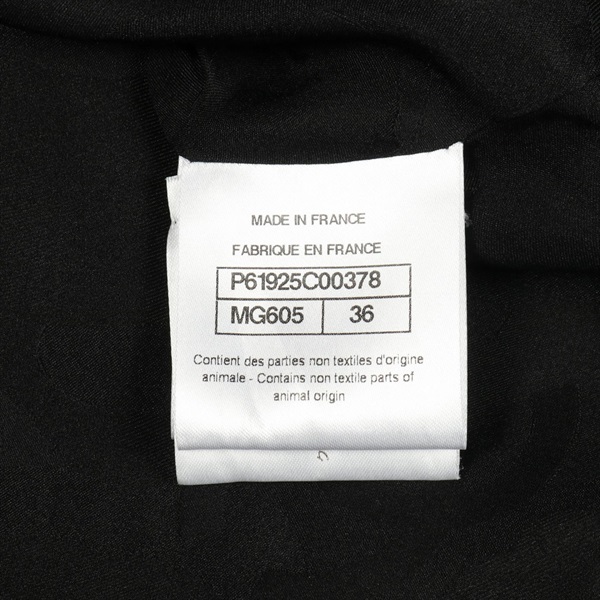 MADE IN FRANCE
FABRIQUE EN FRANCE
P61925C00378
MG605 36
Contient des parties non textiles d'origine
animale - Contains non textile parts of
animal origin